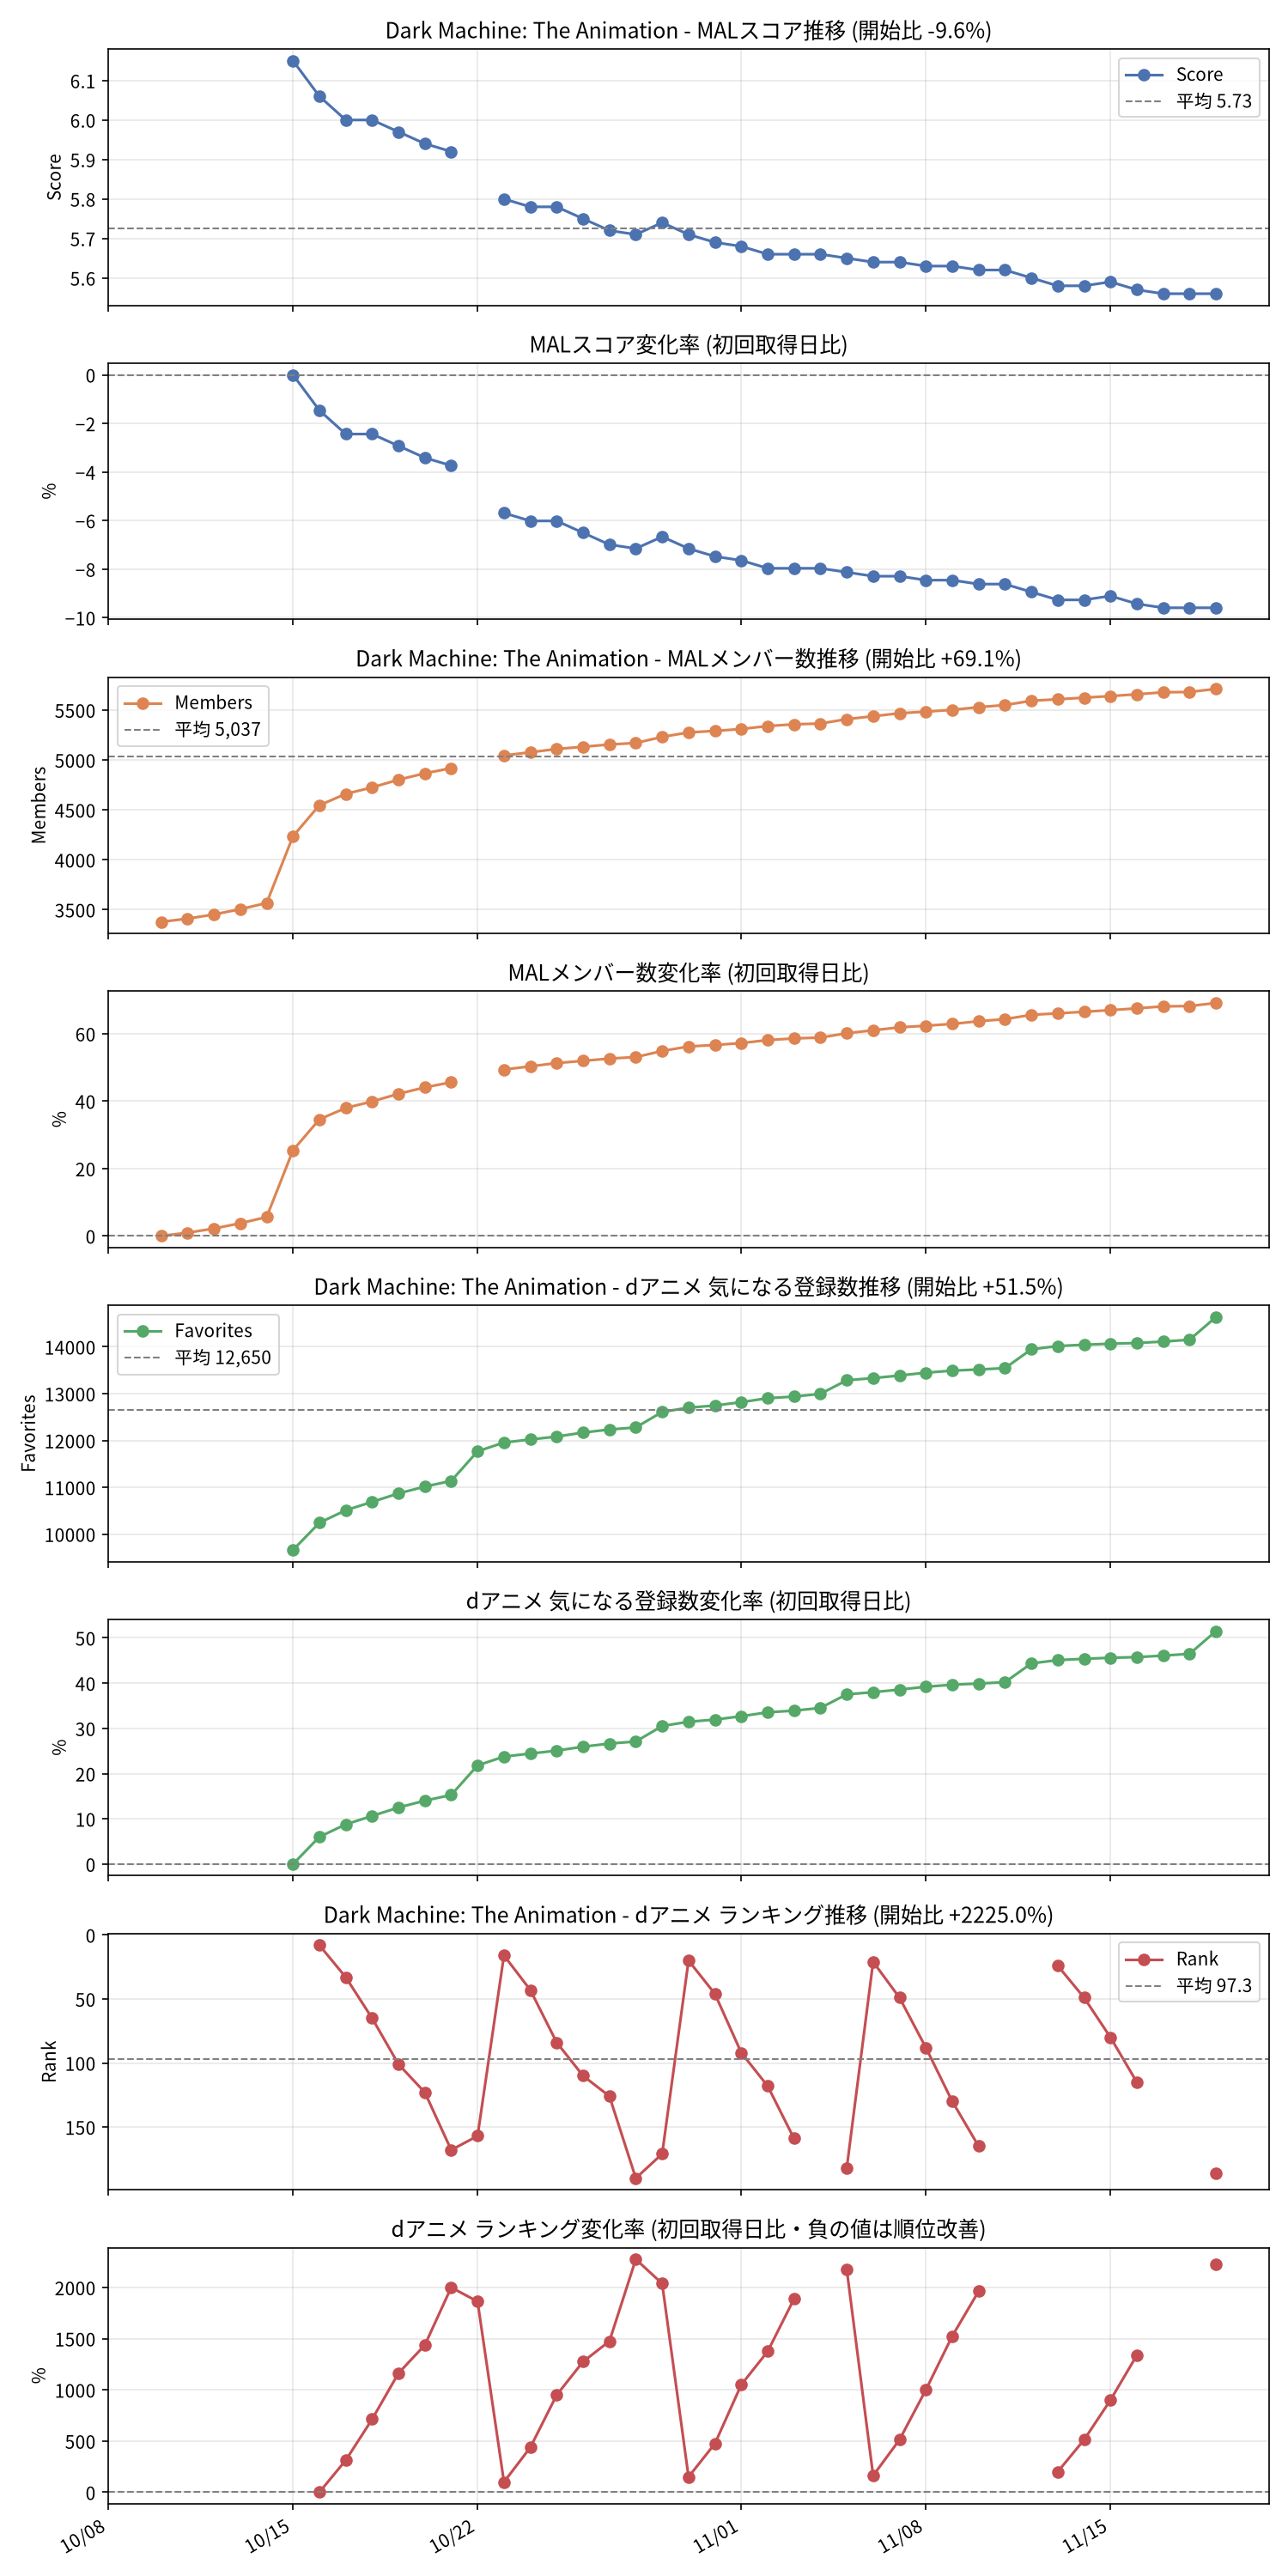 Dark Machine: The Animation - MALスコア推移 (開始比 -9.6%)
Score
平均 5.73
Score
6.1
6.0
5.9
5.8
5.7
5.6
MALスコア変化率 (初回取得日比)
%
0
−2
−4
−6
−8
−10
Dark Machine: The Animation - MALメンバー数推移 (開始比 +69.1%)
Members
平均 5,037
Members
5500
5000
4500
4000
3500
MALメンバー数変化率 (初回取得日比)
%
60
40
20
0
Dark Machine: The Animation - dアニメ 気になる登録数推移 (開始比 +51.5%)
Favorites
平均 12,650
Favorites
14000
13000
12000
11000
10000
dアニメ 気になる登録数変化率 (初回取得日比)
%
50
40
30
20
10
0
Dark Machine: The Animation - dアニメ ランキング推移 (開始比 +2225.0%)
Rank
平均 97.3
Rank
0
50
100
150
dアニメ ランキング変化率 (初回取得日比・負の値は順位改善)
%
2000
1500
1000
500
0
10/08
10/15
10/22
11/01
11/08
11/15